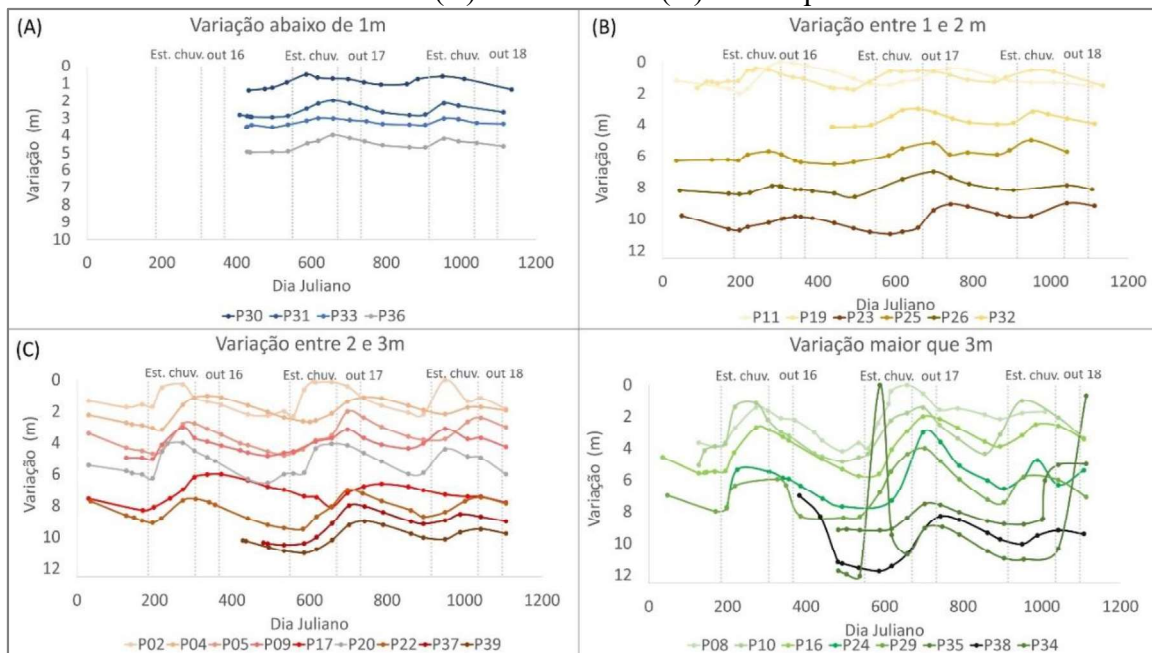 (A) Variação abaixo de 1m
Est. chuv. out 16 Est. chuv. out 17 Est. chuv. out 18
Variação (m)
0
1
2
3
4
5
6
7
8
9
10
0 200 400 600 800 1000 1200
Dia Juliano
P30 P31 P33 P36
(B) Variação entre 1 e 2 m
Est. chuv. out 16 Est. chuv. out 17 Est. chuv. out 18
Variação (m)
0
2
4
6
8
10
12
0 200 400 600 800 1000 1200
Dia Juliano
P11 P19 P23 P25 P26 P32
(C) Variação entre 2 e 3m
Est. chuv. out 16 Est. chuv. out 17 Est. chuv. out 18
Variação (m)
0
2
4
6
8
10
12
0 200 400 600 800 1000 1200
Dia Juliano
P02 P04 P05 P09 P17 P20 P22 P37 P39
Variação maior que 3m
Est. chuv. out 16 Est. chuv. out 17 Est. chuv. out 18
Variação (m)
0
2
4
6
8
10
12
0 200 400 600 800 1000 1200
Dia Juliano
P08 P10 P16 P24 P29 P35 P38 P34